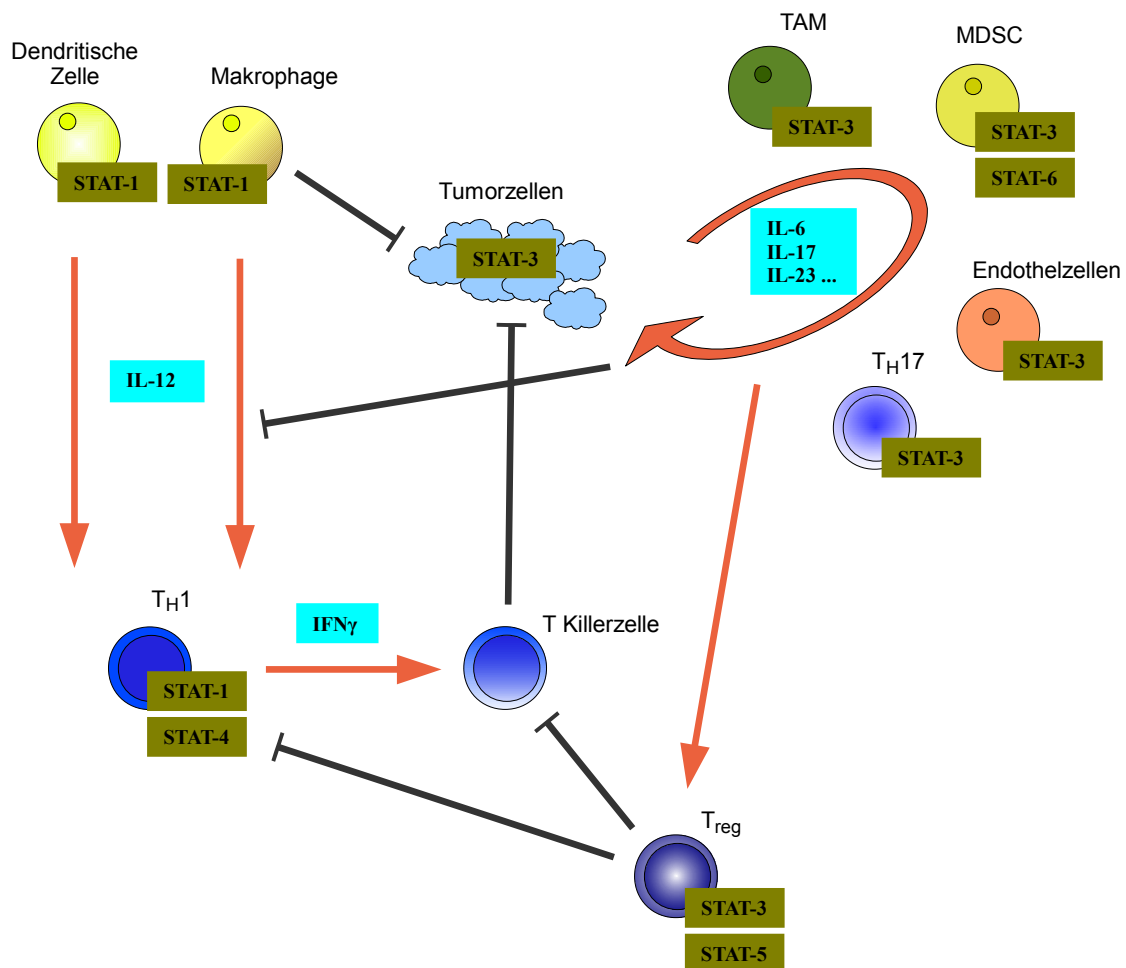 Dendritische
Zelle
Makrophage
STAT-1
STAT-1
TAM
STAT-3
MDSC
STAT-3
STAT-6
Tumorzellen
STAT-3
IL-6
IL-17
IL-23 ...
Endothelzellen
STAT-3
TH17
STAT-3
IL-12
TH1
STAT-1
STAT-4
IFNγ
T Killerzelle
Treg
STAT-3
STAT-5